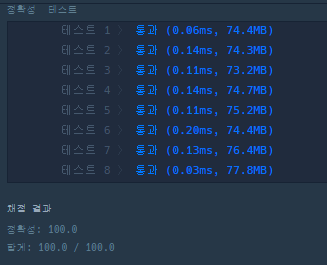 정확성 테스트
테스트 1 〉 통과 (0.06ms, 74.4MB)
테스트 2 〉 통과 (0.14ms, 74.3MB)
테스트 3 〉 통과 (0.11ms, 73.2MB)
테스트 4 〉 통과 (0.14ms, 74.7MB)
테스트 5 〉 통과 (0.11ms, 75.2MB)
테스트 6 〉 통과 (0.20ms, 74.4MB)
테스트 7 〉 통과 (0.13ms, 76.4MB)
테스트 8 〉 통과 (0.03ms, 77.8MB)
채점 결과
정확성: 100.0
합계: 100.0 / 100.0